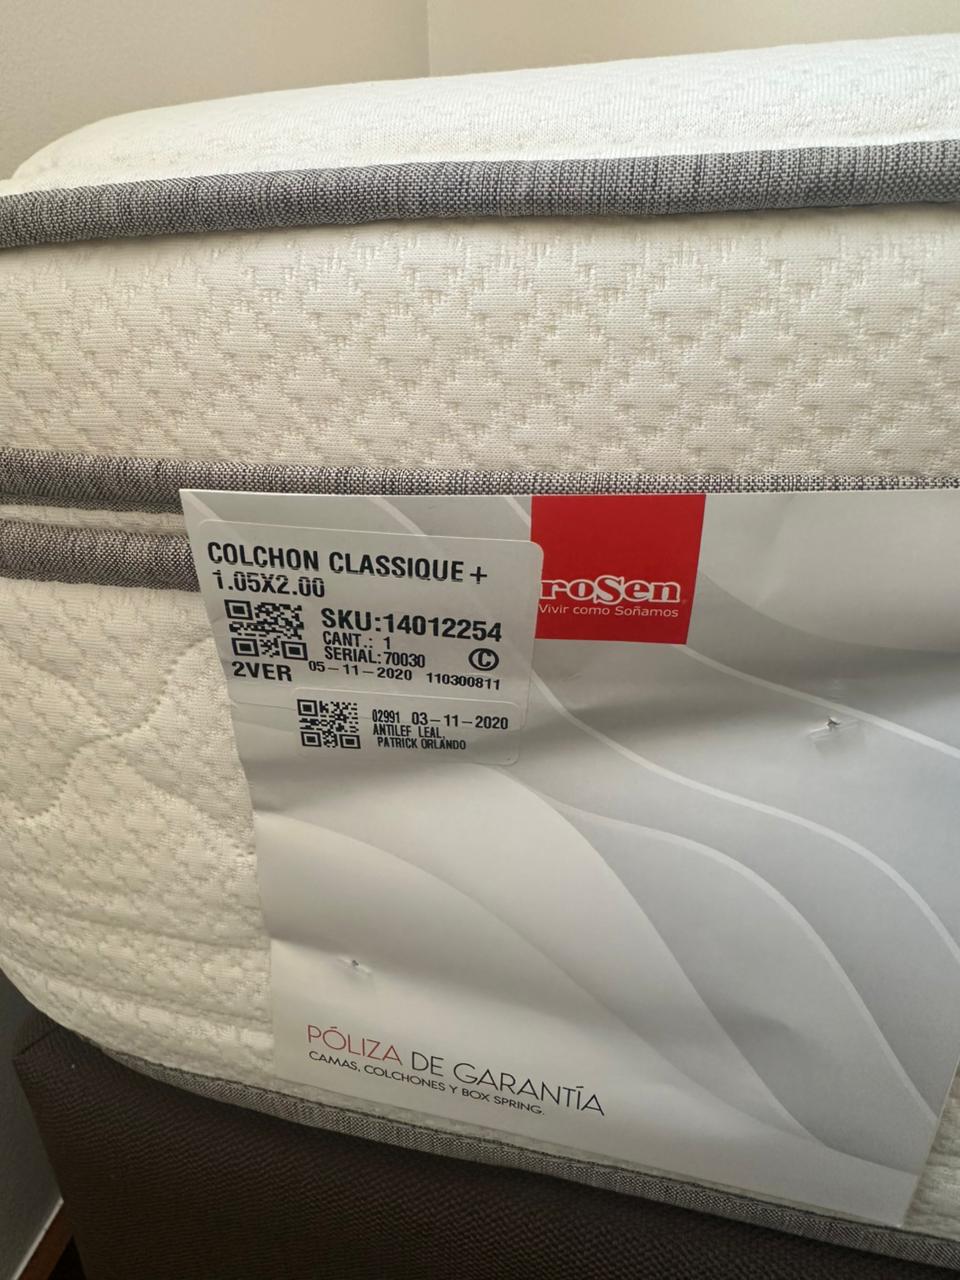 COLCHON CLASSIQUE+
1.05X2.00
SKU:14012254
CANT.: 1
SERIAL:70030
C
2VER
05-11-2020 110300811
02991 03-11-2020
ANTILEF LEAL,
PATRICK ORLANDO
roSen
Vivir como Soñamos
PÓLIZA DE GARANTÍA
CAMAS, COLCHONES Y BOX SPRING.